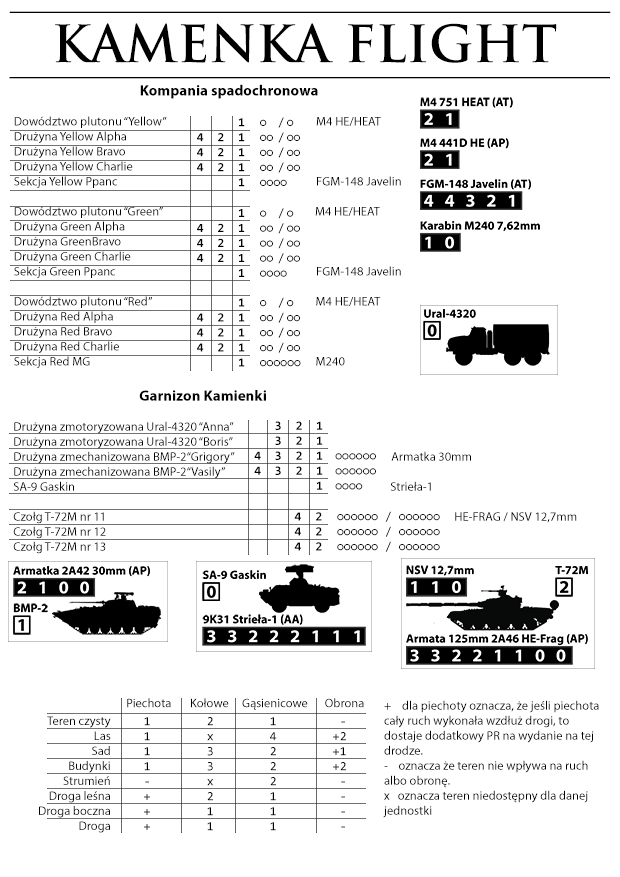 KAMENKA FLIGHT
Kompania spadochronowa
Dowództwo plutonu “Yellow” 1 o / o M4 HE/HEAT
Drużyna Yellow Alpha 4 2 1 oo / oo
Drużyna Yellow Bravo 4 2 1 oo / oo
Drużyna Yellow Charlie 4 2 1 oo / oo
Sekcja Yellow Ppanc 1 oooo FGM-148 Javelin
Dowództwo plutonu “Green” 1 o / o M4 HE/HEAT
Drużyna Green Alpha 4 2 1 oo / oo
Drużyna GreenBravo 4 2 1 oo / oo
Drużyna Green Charlie 4 2 1 oo / oo
Sekcja Green Ppanc 1 oooo FGM-148 Javelin
Dowództwo plutonu “Red” 1 o / o M4 HE/HEAT
Drużyna Red Alpha 4 2 1 oo / oo
Drużyna Red Bravo 4 2 1 oo / oo
Drużyna Red Charlie 4 2 1 oo / oo
Sekcja Red MG 1 oooooo M240
M4 751 HEAT (AT)
2 1
M4 441D HE (AP)
2 1
FGM-148 Javelin (AT)
4 4 3 2 1
Karabin M240 7,62mm
1 0
Ural-4320
0
Garnizon Kamienki
Drużyna zmotoryzowana Ural-4320 “Anna” 3 2 1
Drużyna zmotoryzowana Ural-4320 “Boris” 3 2 1
Drużyna zmechanizowana BMP-2“Grigory” 4 3 2 1 oooooo Armatka 30mm
Drużyna zmechanizowana BMP-2“Vasily” 4 3 2 1 oooooo
SA-9 Gaskin 1 oooo Strieła-1
Czołg T-72M nr 11 4 2 oooooo / oooooo HE-FRAG / NSV 12,7mm
Czołg T-72M nr 12 4 2 oooooo / oooooo
Czołg T-72M nr 13 4 2 oooooo / oooooo
Armatka 2A42 30mm (AP)
2 1 0 0
BMP-2
1
SA-9 Gaskin
0
9K31 Strieła-1 (AA)
3 3 2 2 2 1 1 1
NSV 12,7mm
1 1 0
T-72M
2
Armata 125mm 2A46 HE-Frag (AP)
3 3 2 2 1 1 0 0
Piechota Kołowe Gąsienicowe Obrona
Teren czysty 1 2 1 -
Las 1 x 4 +2
Sad 1 3 2 +1
Budynki 1 3 2 +2
Strumień - x 2 -
Droga leśna + 2 1 -
Droga boczna + 1 1 -
Droga + 1 1 -
+ dla piechoty oznacza, że jeśli piechota
cały ruch wykonała wzdłuż drogi, to
dostaje dodatkowy PR na wydanie na tej
drodze.
- oznacza że teren nie wpływa na ruch
albo obronę.
x oznacza teren niedostępny dla danej
jednostki